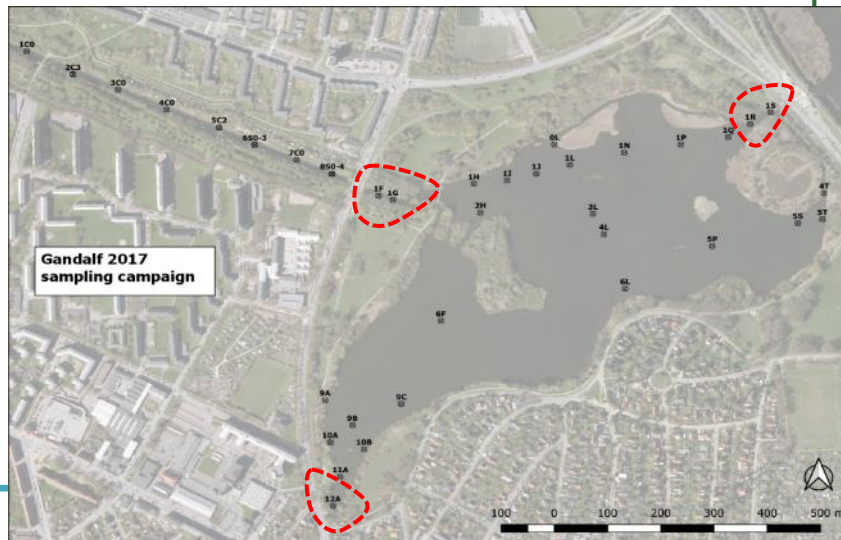 1C0
2C3
3C0
4C0
5C2
6S0-3
7C0
8S0-4
1F
1G
1H
1I
1J
0L
1L
1N
1P
1Q
1R
1S
2H
3L
4L
5P
5S
4T
5T
6L
6F
9A
9B
9C
10A
10B
11A
12A
Gandalf 2017
sampling campaign
100 0 100 200 300 400 500 m